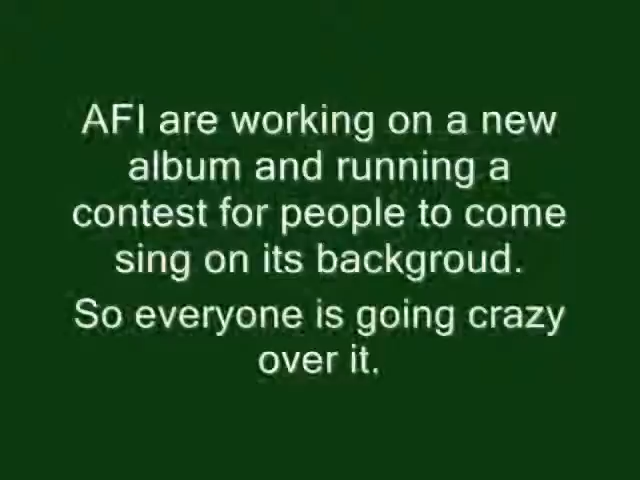 AFI are working on a new
album and running a
contest for people to come
sing on its backgroud.
So everyone is going crazy
over it.